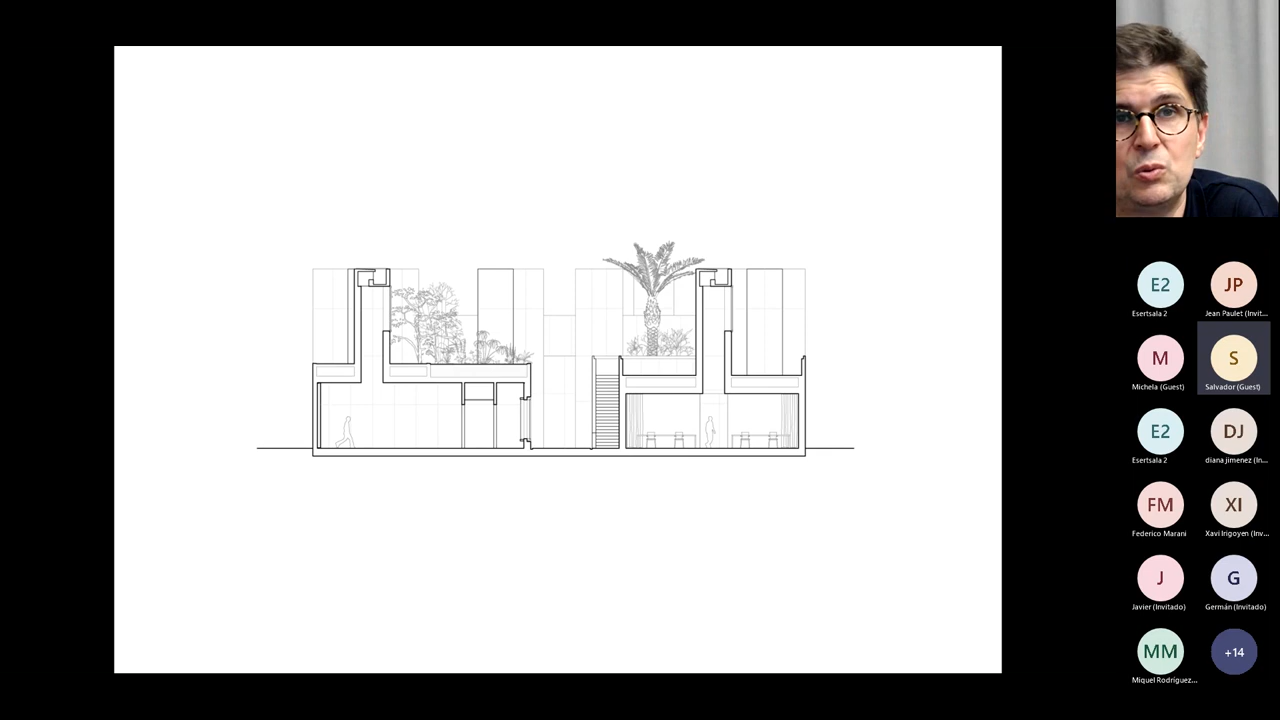 E2
JP
Esertsala 2
Jean Paulet (Invit...
M
S
Michela (Guest)
Salvador (Guest)
E2
DJ
Esertsala 2
diana jimenez (In...
FM
XI
Federico Marani
Xavi Irigoyen (Inv...
J
G
Javier (Invitado)
Germán (Invitado)
MM
+14
Miquel Rodríguez...